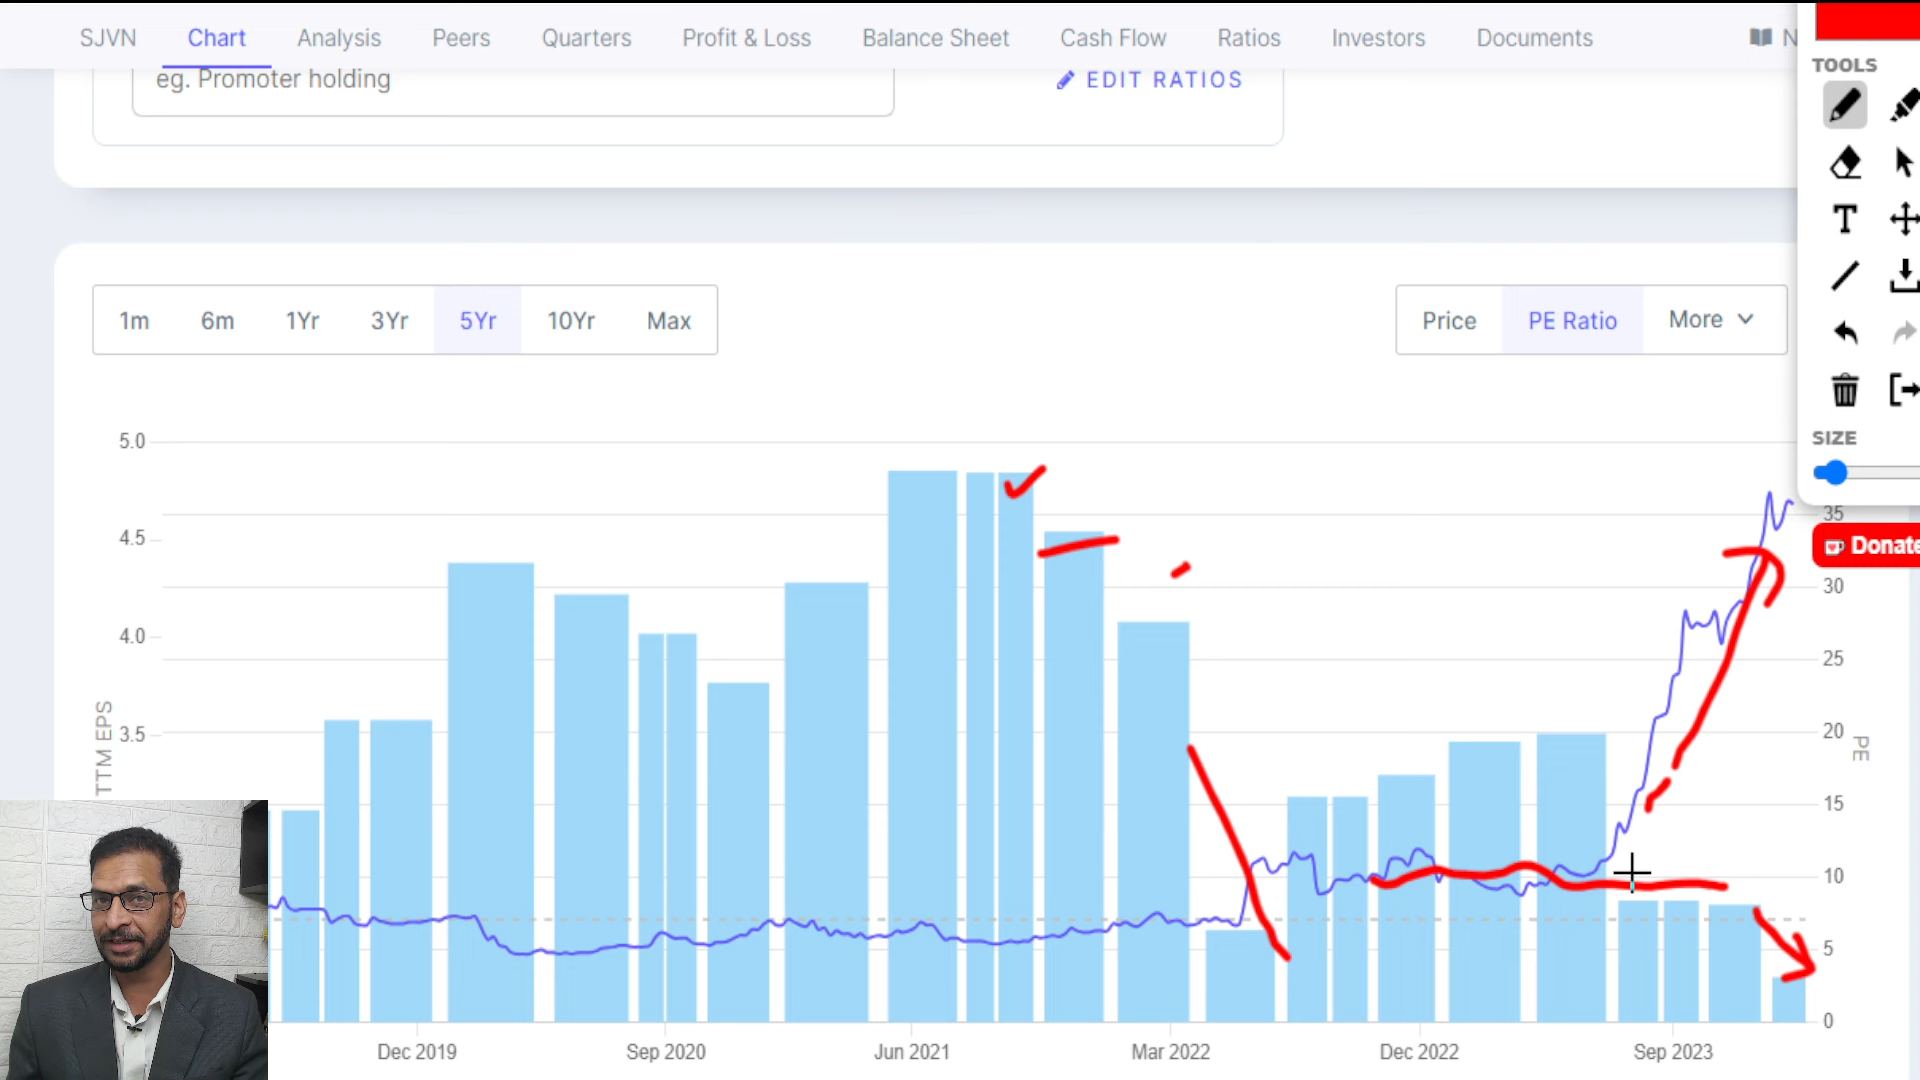 SJVN Chart Analysis Peers Quarters Profit & Loss Balance Sheet Cash Flow Ratios Investors Documents N
eg. Promoter holding
EDIT RATIOS
TOOLS
1m 6m 1Yr 3Yr 5Yr 10Yr Max
Price PE Ratio More
SIZE
5.0
4.5
4.0
3.5
TTM EPS
35
Donate
30
25
20
15
10
5
0
PE
Dec 2019 Sep 2020 Jun 2021 Mar 2022 Dec 2022 Sep 2023